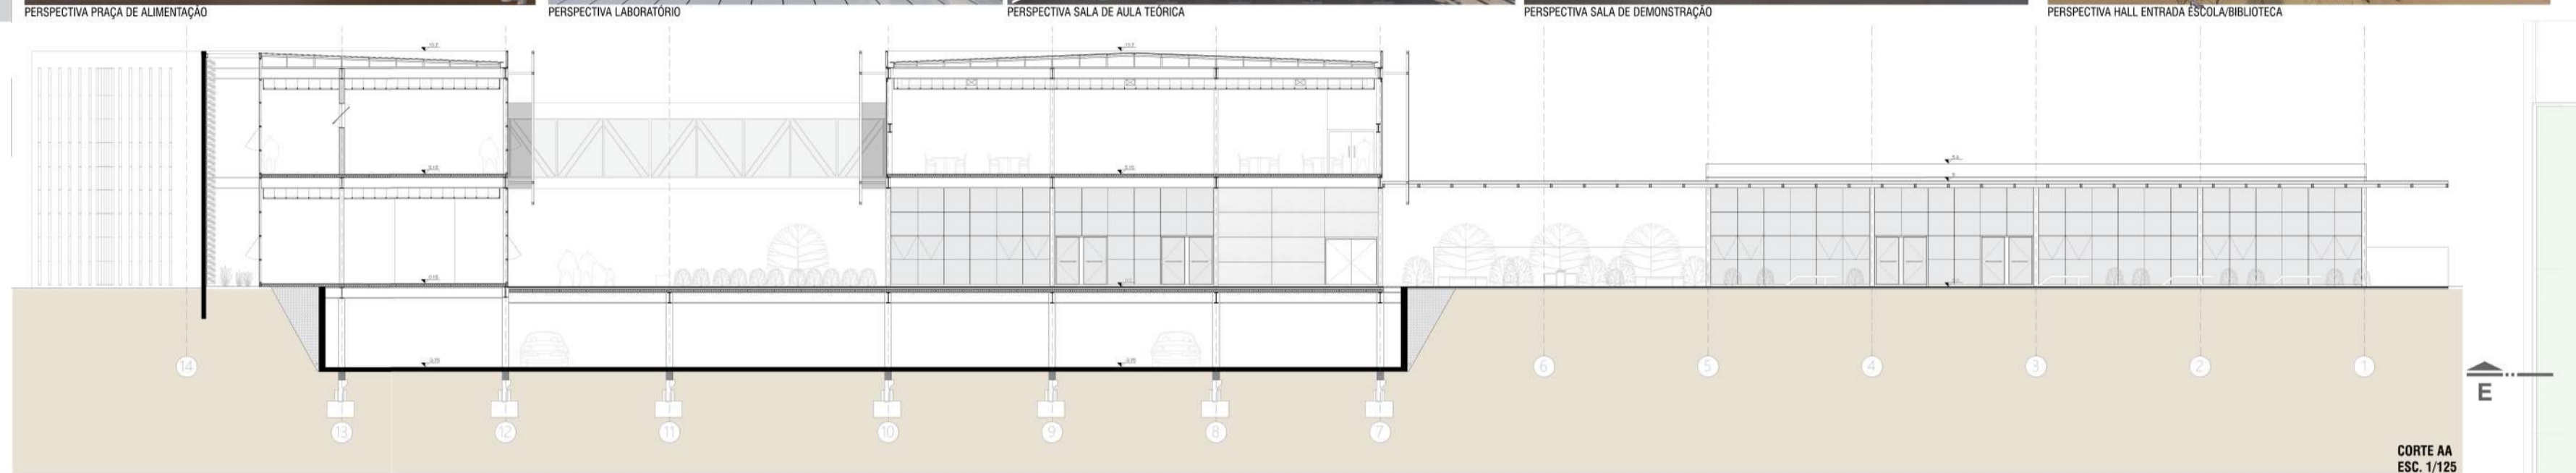 PERSPECTIVA PRAÇA DE ALIMENTAÇÃO
PERSPECTIVA LABORATÓRIO
PERSPECTIVA SALA DE AULA TEÓRICA
PERSPECTIVA SALA DE DEMONSTRAÇÃO
PERSPECTIVA HALL ENTRADA ESCOLA/BIBLIOTECA
14
6
5
4
3
2
1
E
13
12
11
10
9
8
7
CORTE AA
ESC. 1/125